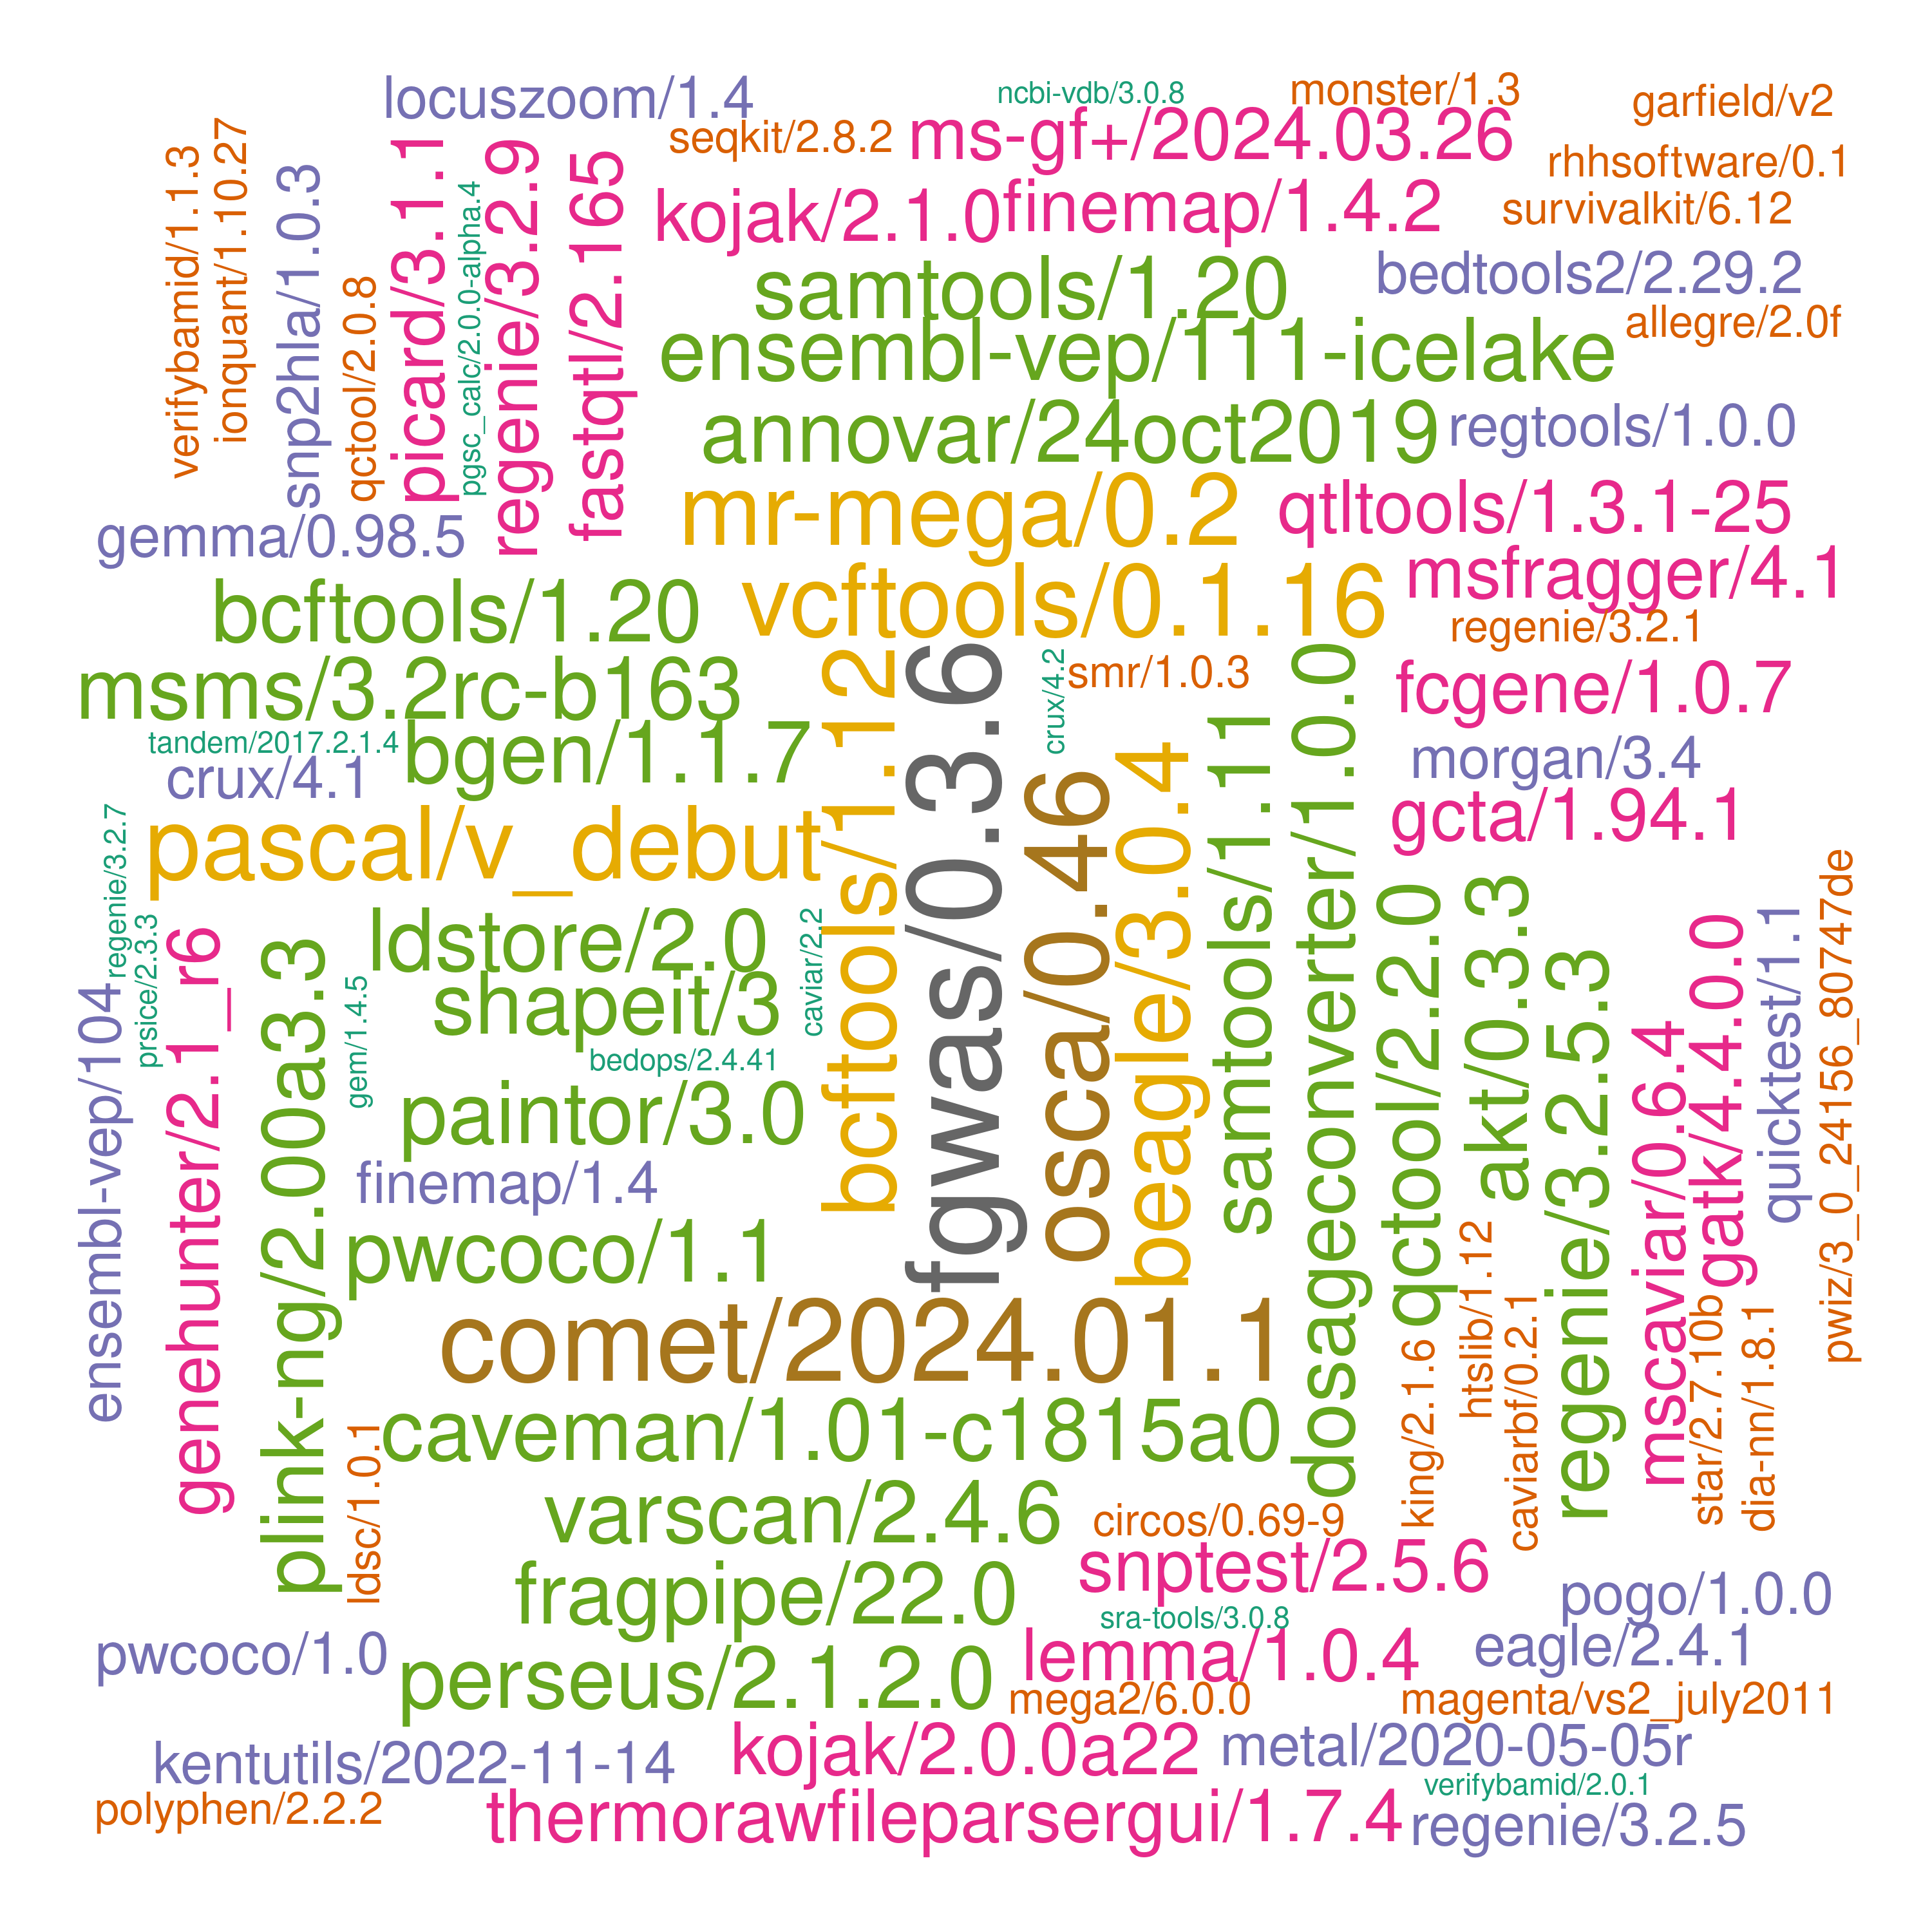 locuszoom/1.4
ncbi-vdb/3.0.8
monster/1.3
garfield/v2
seqkit/2.8.2
ms-gf+/2024.03.26
rhhsoftware/0.1
verifybamid/1.1.3
ionquant/1.10.27
snp2hla/1.0.3
qctool/2.0.8
picard/3.1.1
pgsc_calc/2.0.0-alpha.4
regenie/3.2.9
fastqtl/2.165
kojak/2.1.0
finemap/1.4.2
survivalkit/6.12
samtools/1.20
bedtools2/2.29.2
ensembl-vep/111-icelake
allegre/2.0f
annovar/24oct2019
regtools/1.0.0
gemma/0.98.5
mr-mega/0.2
qtltools/1.3.1-25
bcftools/1.20
vcftools/0.1.16
msfragger/4.1
regenie/3.2.1
msms/3.2rc-b163
bcftools/1.12
fgwas/0.3.6
crux/4.2
smr/1.0.3
fcgene/1.0.7
tandem/2017.2.1.4
bgen/1.1.7
osca/0.46
beagle/3.0.4
samtools/1.11
dosageconverter/1.0.0
morgan/3.4
crux/4.1
gcta/1.94.1
regenie/3.2.7
pascal/v_debut
prsice/2.3.3
ensembl-vep/104
genehunter/2.1_r6
plink-ng/2.00a3.3
gem/1.4.5
ldstore/2.0
caviar/2.2
qctool/2.2.0
akt/0.3.3
regenie/3.2.5.3
mscaviar/0.6.4
gatk/4.4.0.0
quicktest/1.1
pwiz/3_0_24156_80747de
shapeit/3
bedops/2.4.41
paintor/3.0
finemap/1.4
pwcoco/1.1
htslib/1.12
comet/2024.01.1
king/2.1.6
caviarbf/0.2.1
star/2.7.10b
dia-nn/1.8.1
ldsc/1.0.1
caveman/1.01-c1815a0
varscan/2.4.6
circos/0.69-9
snptest/2.5.6
fragpipe/22.0
pogo/1.0.0
sra-tools/3.0.8
pwcoco/1.0
perseus/2.1.2.0
lemma/1.0.4
eagle/2.4.1
mega2/6.0.0
magenta/vs2_july2011
kentutils/2022-11-14
kojak/2.0.0a22
metal/2020-05-05r
verifybamid/2.0.1
polyphen/2.2.2
thermorawfileparsergui/1.7.4
regenie/3.2.5